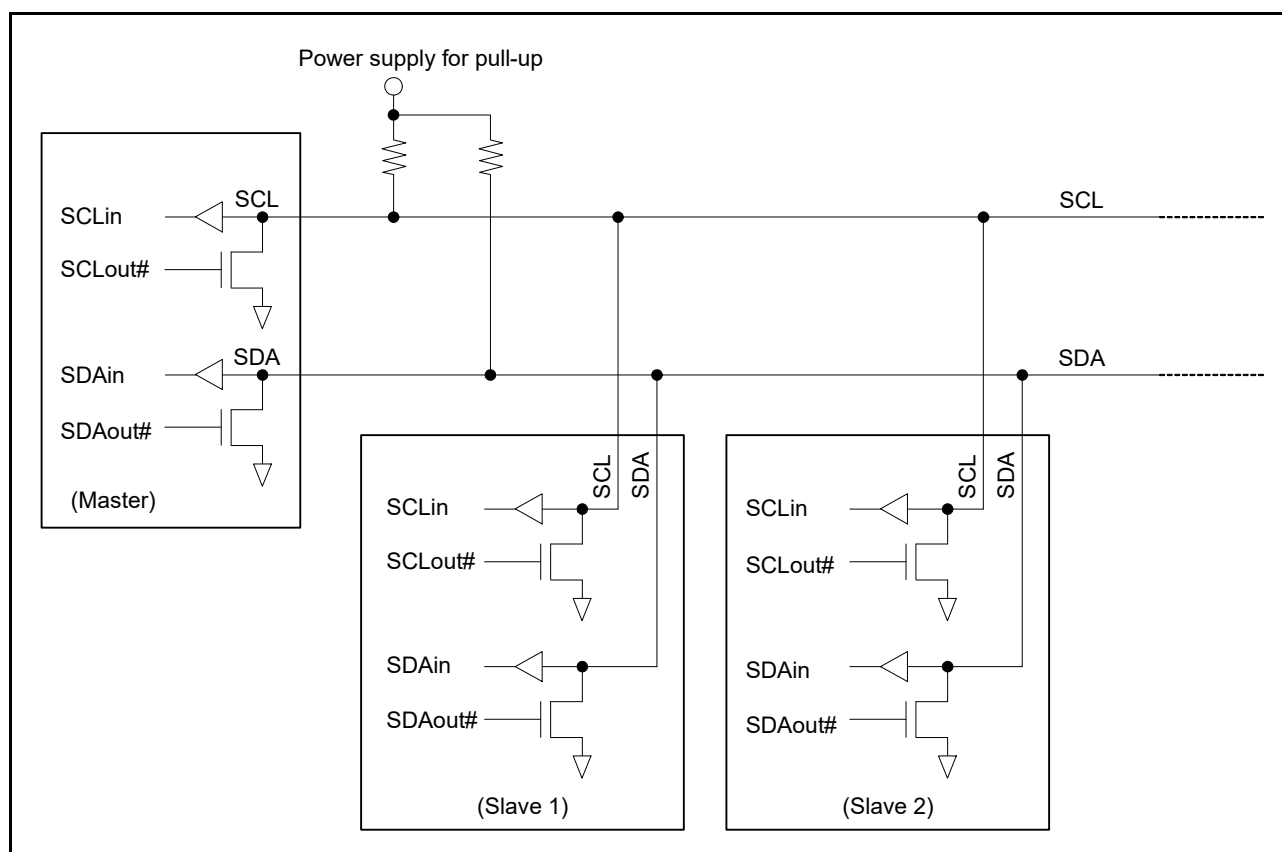 Power supply for pull-up
SCL
SCLin
SCL
SCLout#
SDA
SDAin
SDA
SDAout#
(Master)
SCL
SDA
SCLin
SCLout#
SDAin
SDAout#
(Slave 1)
SCL
SDA
SCLin
SCLout#
SDAin
SDAout#
(Slave 2)